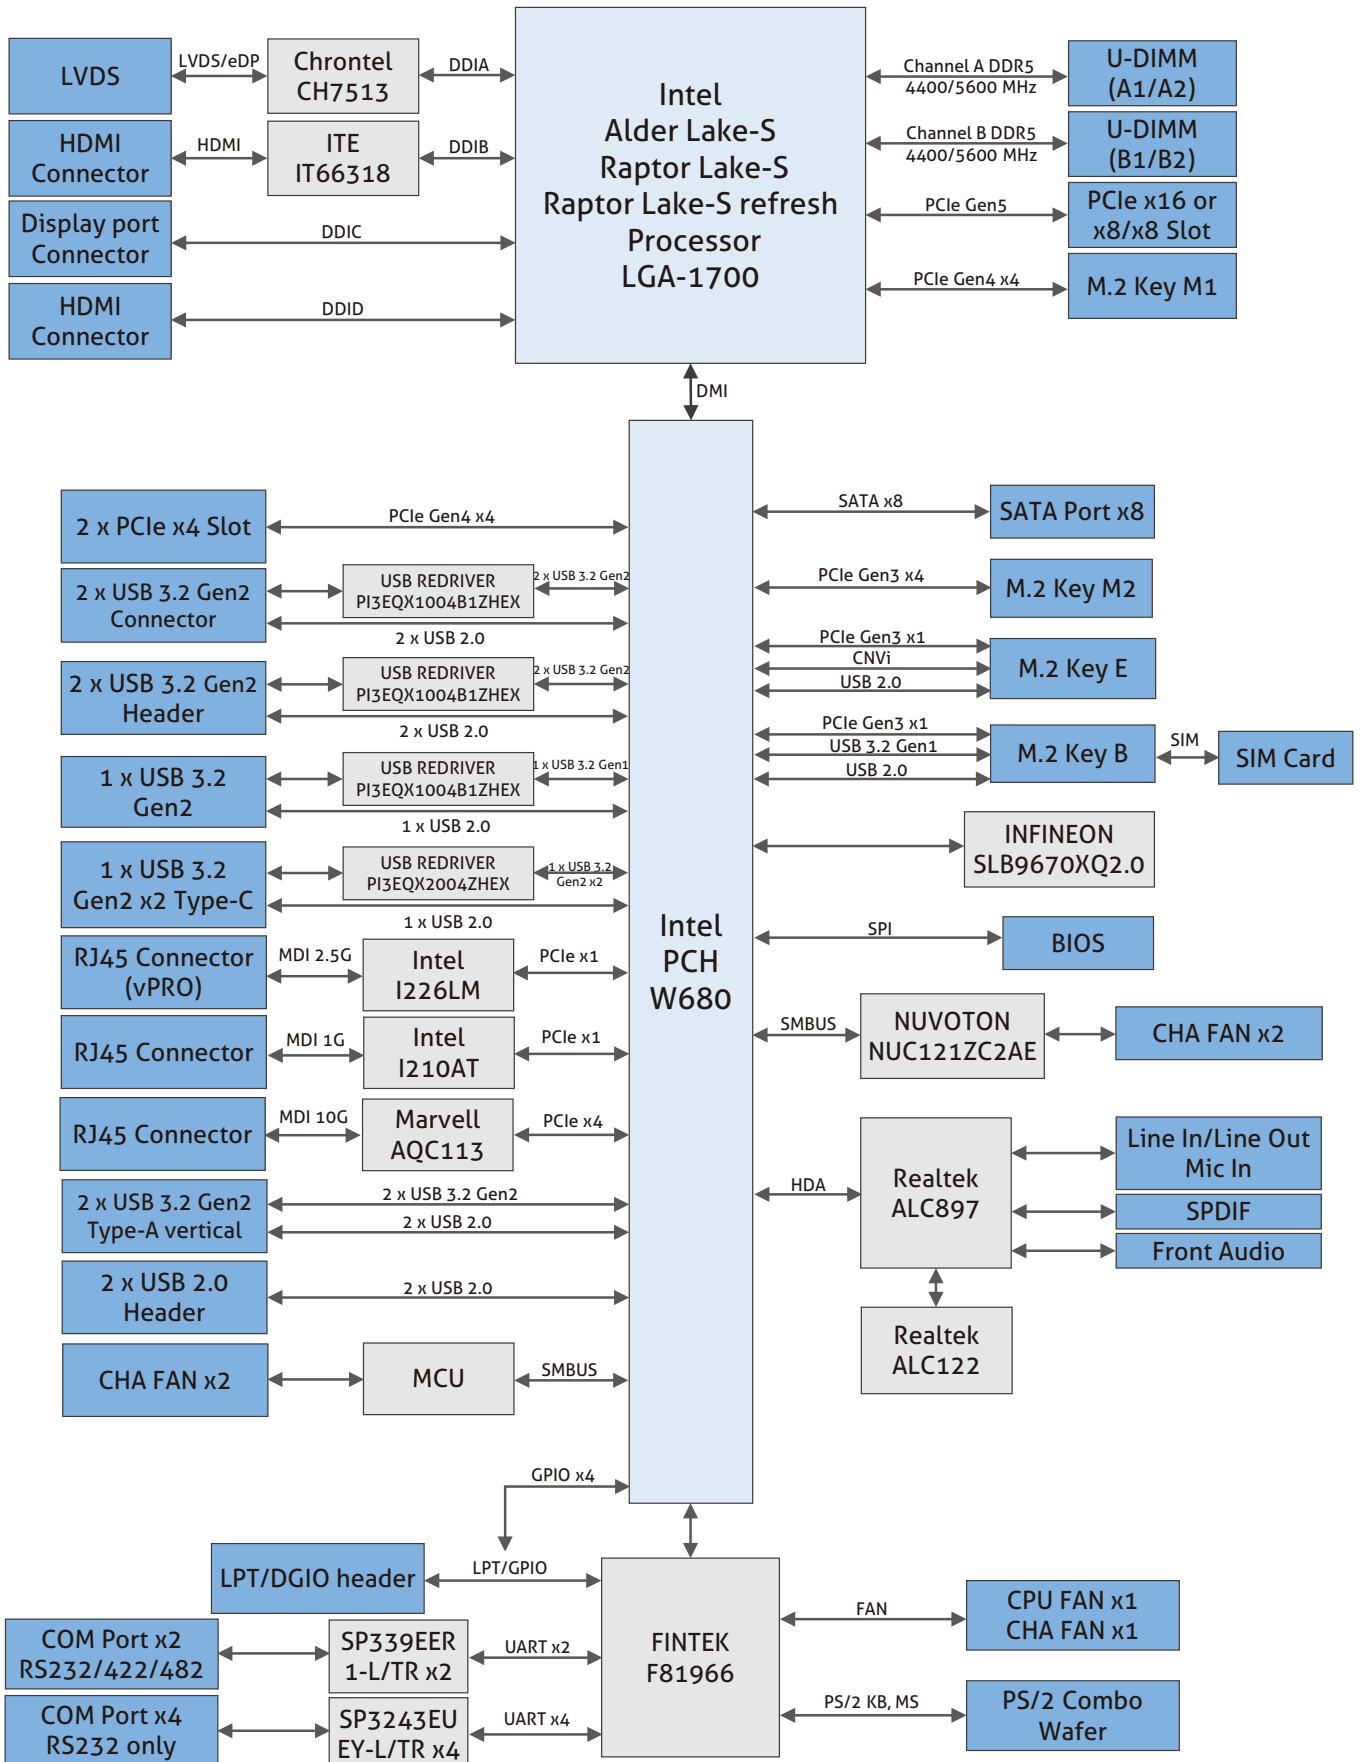 LVDS
LVDS/eDP
Chrontel
CH7513
DDIA
HDMI
Connector
HDMI
ITE
IT66318
DDIB
Display port
Connector
DDIC
HDMI
Connector
DDID
Intel
Alder Lake-S
Raptor Lake-S
Raptor Lake-S refresh
Processor
LGA-1700
Channel A DDR5
4400/5600 MHz
U-DIMM
(A1/A2)
Channel B DDR5
4400/5600 MHz
U-DIMM
(B1/B2)
PCIe Gen5
PCIe x16 or
x8/x8 Slot
PCIe Gen4 x4
M.2 Key M1
DMI
2 x PCIe x4 Slot
PCIe Gen4 x4
2 x USB 3.2 Gen2
Connector
USB REDRIVER
PI3EQX1004B1ZHEX
2 x USB 3.2 Gen2
2 x USB 2.0
2 x USB 3.2 Gen2
Header
USB REDRIVER
PI3EQX1004B1ZHEX
2 x USB 3.2 Gen2
2 x USB 2.0
1 x USB 3.2
Gen2
USB REDRIVER
PI3EQX1004B1ZHEX
1 x USB 3.2 Gen1
1 x USB 2.0
1 x USB 3.2
Gen2 x2 Type-C
USB REDRIVER
PI3EQX2004ZHEX
1 x USB 3.2
Gen2 x2
1 x USB 2.0
RJ45 Connector
(vPRO)
MDI 2.5G
Intel
I226LM
PCIe x1
RJ45 Connector
MDI 1G
Intel
I210AT
PCIe x1
RJ45 Connector
MDI 10G
Marvell
AQC113
PCIe x4
2 x USB 3.2 Gen2
Type-A vertical
2 x USB 3.2 Gen2
2 x USB 2.0
2 x USB 2.0
Header
2 x USB 2.0
CHA FAN x2
MCU
SMBUS
Intel
PCH
W680
SATA x8
SATA Port x8
PCIe Gen3 x4
M.2 Key M2
PCIe Gen3 x1
CNVi
USB 2.0
M.2 Key E
PCIe Gen3 x1
USB 3.2 Gen1
USB 2.0
M.2 Key B
SIM
SIM Card
INFINEON
SLB9670XQ2.0
SPI
BIOS
SMBUS
NUVOTON
NUC121ZC2AE
CHA FAN x2
HDA
Realtek
ALC897
Line In/Line Out
Mic In
SPDIF
Front Audio
Realtek
ALC122
GPIO x4
LPT/DGIO header
LPT/GPIO
COM Port x2
RS232/422/482
SP339EER
1-L/TR x2
UART x2
COM Port x4
RS232 only
SP3243EU
EY-L/TR x4
UART x4
FINTEK
F81966
FAN
CPU FAN x1
CHA FAN x1
PS/2 KB, MS
PS/2 Combo
Wafer